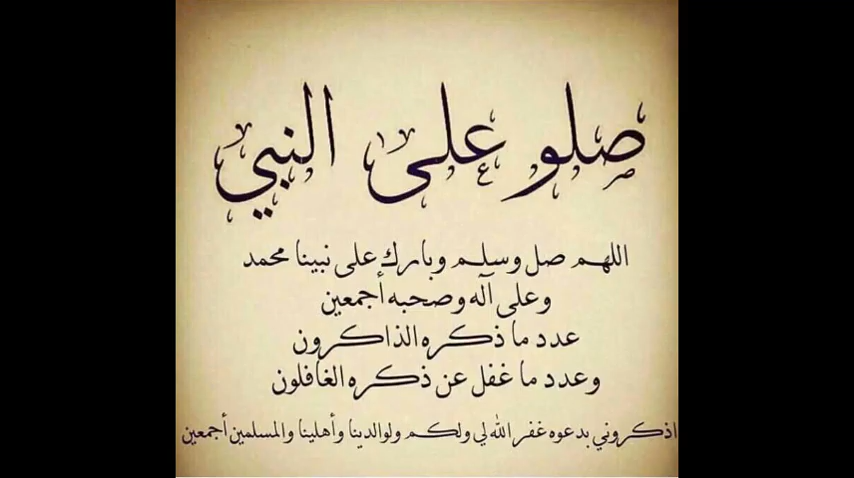 صلو على النبي
اللهم صل وسلم وبارك على نبينا محمد
وعلى آله وصحبه أجمعين
عدد ما ذكره الذاكرون
وعدد ما غفل عن ذكره الغافلون
اذكروني بدعوه غفر الله لي ولكم ولوالدينا وأهلينا والمسلمين أجمعين